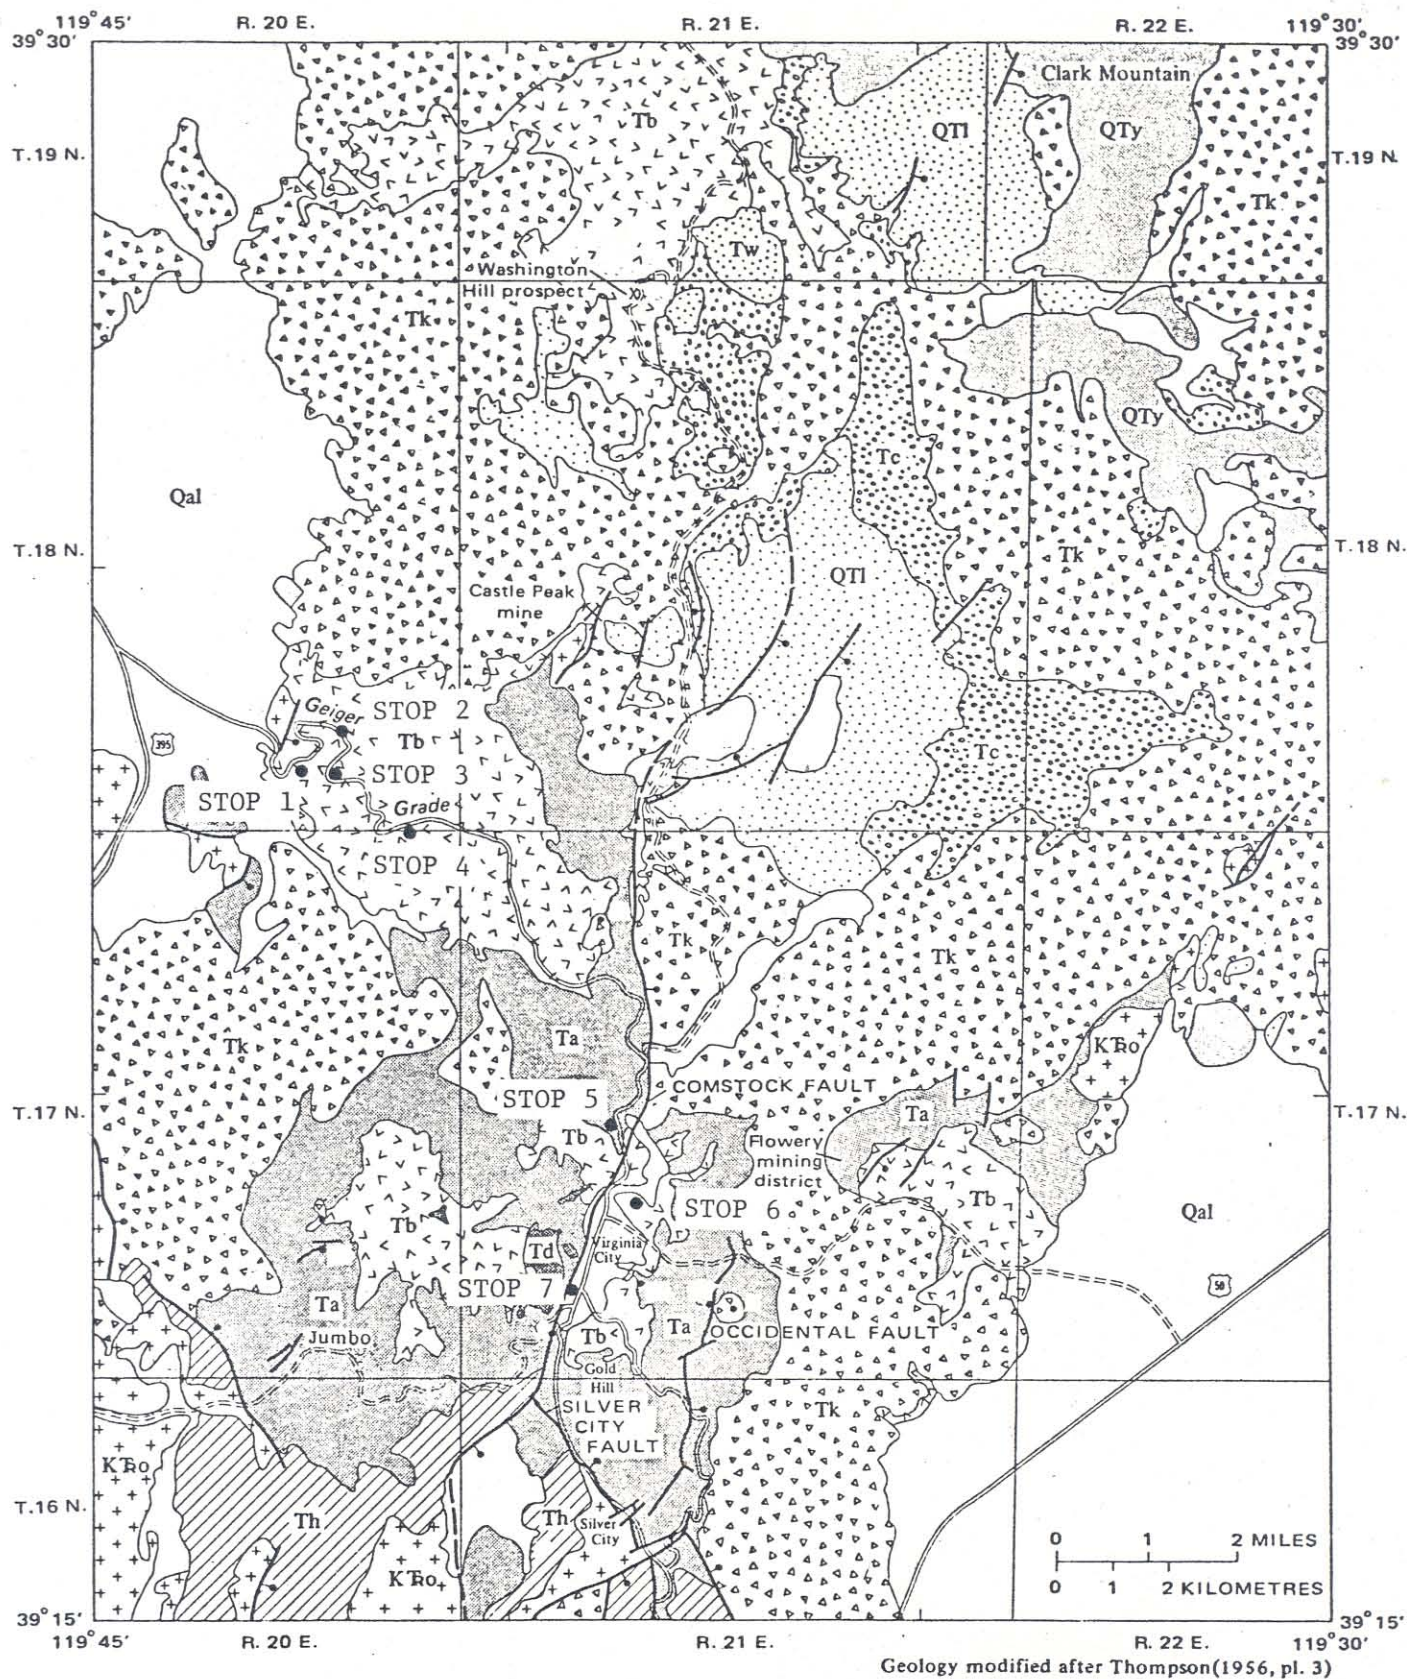 119°45' R. 20 E. R. 21 E. R. 22 E. 119°30'
39°30' 39°30'
Clark Mountain
Tb QTl QTy
T.19 N. T.19 N.
Tk
Tw
Washington
Hill prospect
Tk
QTy
Tc
Qal
T.18 N. T.18 N.
Tk
QTl
Castle Peak
mine
Geiger STOP 2
Tb
395
Tc
STOP 3
STOP 1
Grade
STOP 4
Tk
Tk
Ta
Tk
KTRo
COMSTOCK FAULT
STOP 5
T.17 N. T.17 N.
Ta
Tb
Flowery
mining
district
STOP 6
Tb
Tb
Qal
Td
Virginia
City
STOP 7
50
Ta
Ta
Jumbo
Tb
OCCIDENTAL FAULT
Gold
Hill
SILVER
CITY
FAULT
Tk
KTRo
T.16 N.
Th
Th
Silver
City
0 1 2 MILES
KTRo
0 1 2 KILOMETRES
39°15' 39°15'
119°45' R. 20 E. R. 21 E. R. 22 E. 119°30'
Geology modified after Thompson(1956, pl. 3)